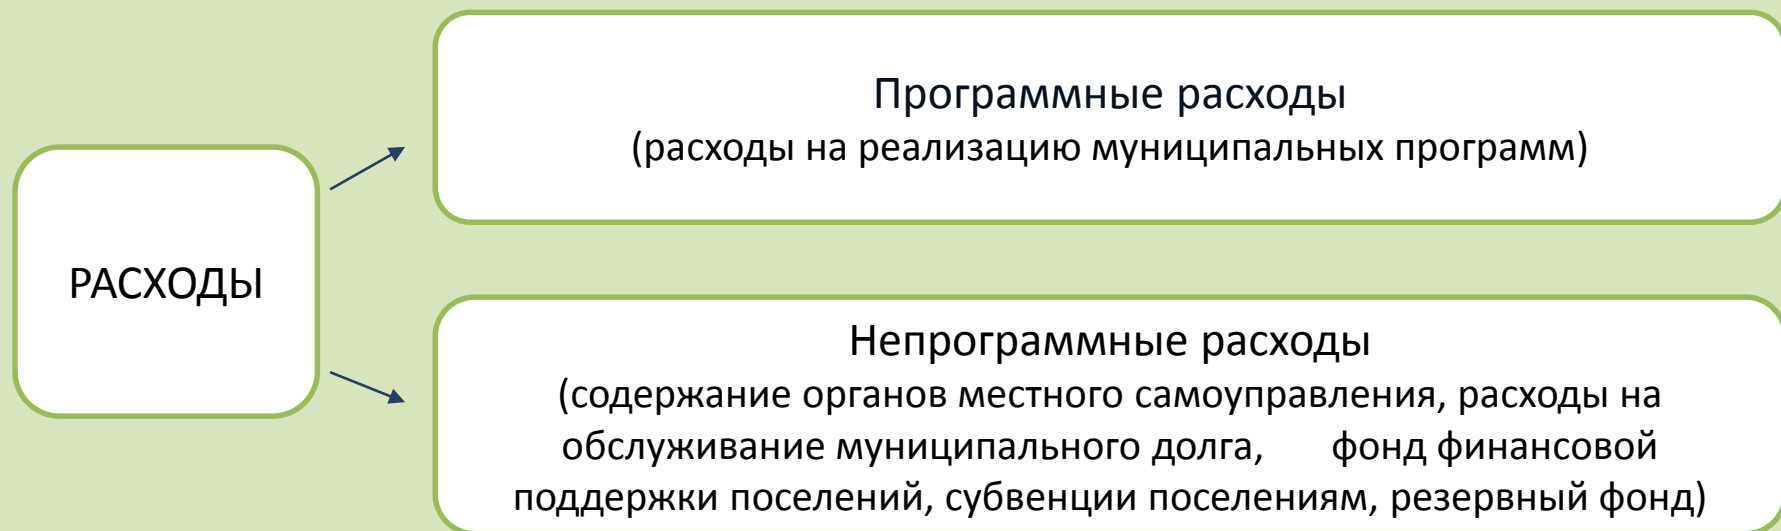 РАСХОДЫ
Программные расходы
(расходы на реализацию муниципальных программ)
Непрограммные расходы
(содержание органов местного самоуправления, расходы на
обслуживание муниципального долга, фонд финансовой
поддержки поселений, субвенции поселениям, резервный фонд)